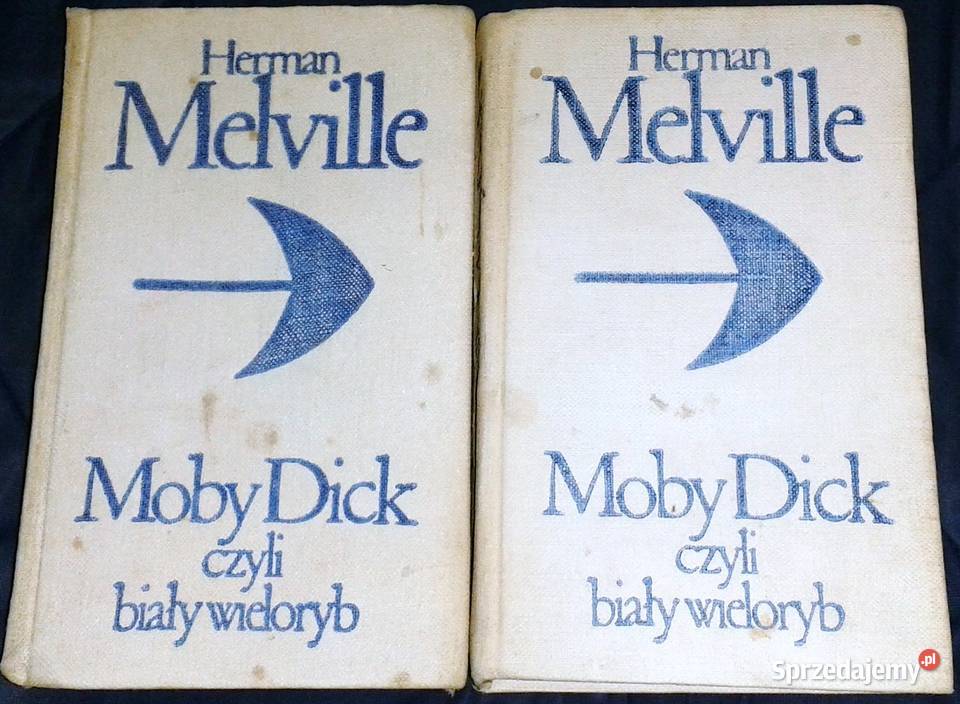 Herman
Melville
Moby Dick
czyli
biały wieloryb
Herman
Melville
Moby Dick
czyli
biały wieloryb
Sprzedajemy.pl